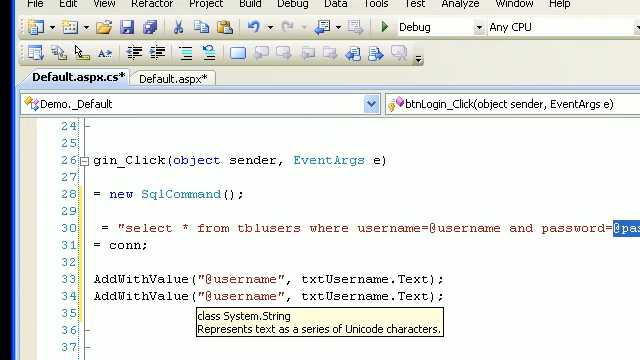 File Edit View Refactor Project Build Debug Data Tools Test Analyze Window Help
Debug Any CPU
Default.aspx.cs* Default.aspx*
Demo._Default btnLogin_Click(object sender, EventArgs e)
24
25
26 gin_Click(object sender, EventArgs e)
27
28 = new SqlCommand();
29
30 = "select * from tblusers where username=@username and password=@pas
31 = conn;
32
33 AddWithValue("@username", txtUsername.Text);
34 AddWithValue("@username", txtUsername.Text);
35 class System.String
36 Represents text as a series of Unicode characters.
37